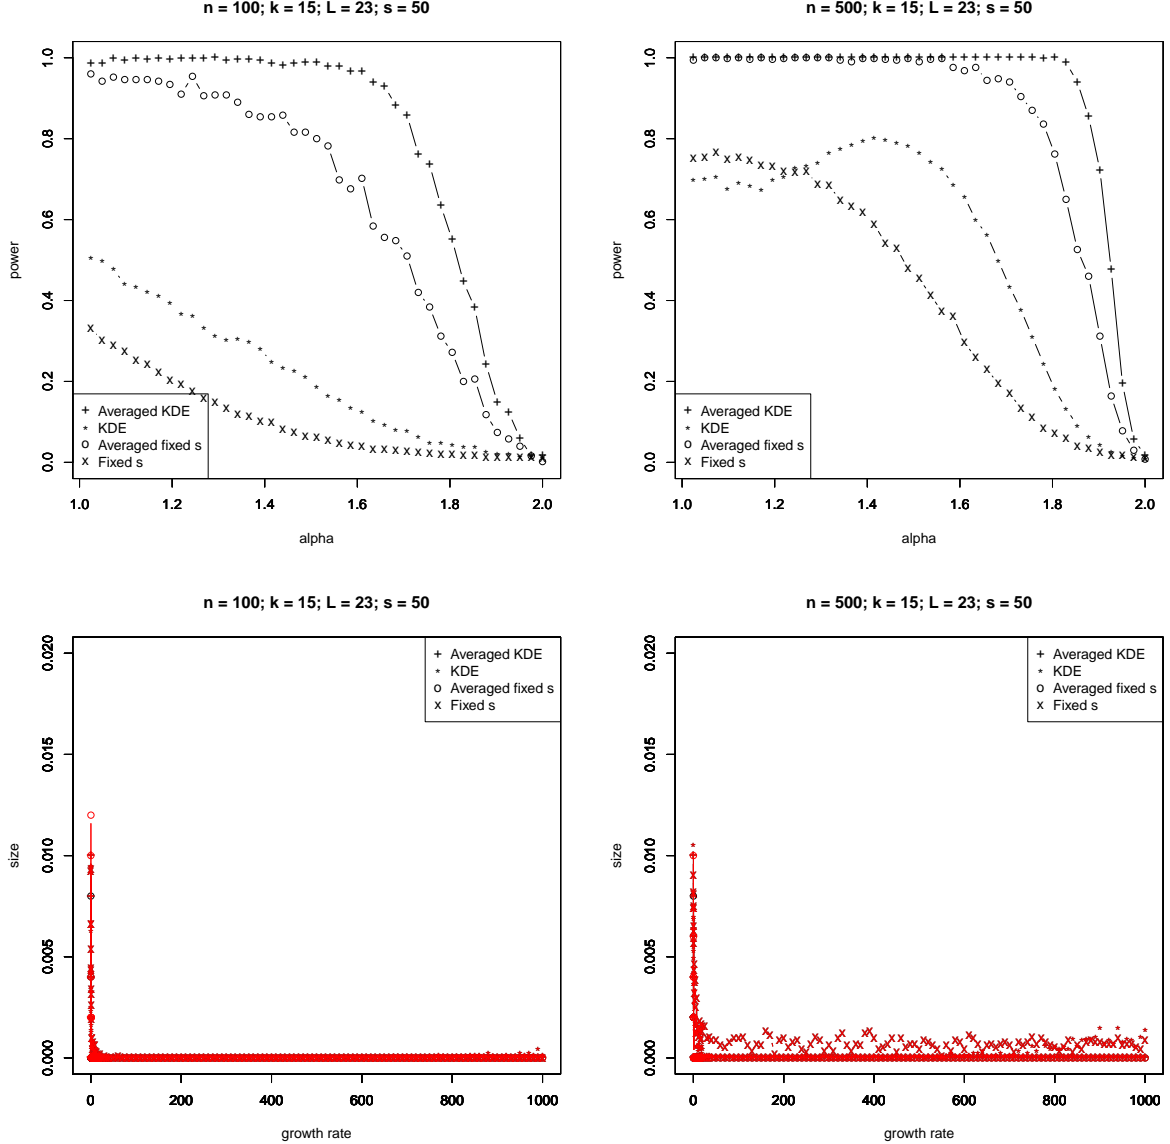 n = 100; k = 15; L = 23; s = 50
1.0
0.8
0.6
0.4
0.2
0.0
power
+ Averaged KDE
* KDE
o Averaged fixed s
x Fixed s
1.0 1.2 1.4 1.6 1.8 2.0
alpha
n = 500; k = 15; L = 23; s = 50
1.0
0.8
0.6
0.4
0.2
0.0
power
+ Averaged KDE
* KDE
o Averaged fixed s
x Fixed s
1.0 1.2 1.4 1.6 1.8 2.0
alpha
n = 100; k = 15; L = 23; s = 50
0.020
0.015
0.010
0.005
0.000
size
+ Averaged KDE
* KDE
o Averaged fixed s
x Fixed s
0 200 400 600 800 1000
growth rate
n = 500; k = 15; L = 23; s = 50
0.020
0.015
0.010
0.005
0.000
size
+ Averaged KDE
* KDE
o Averaged fixed s
x Fixed s
0 200 400 600 800 1000
growth rate